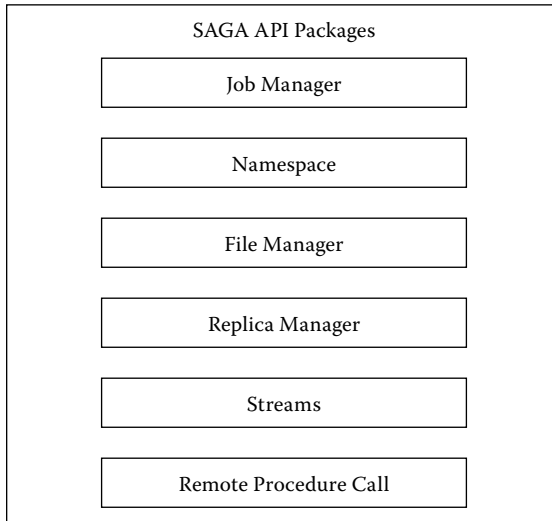 SAGA API Packages
Job Manager
Namespace
File Manager
Replica Manager
Streams
Remote Procedure Call